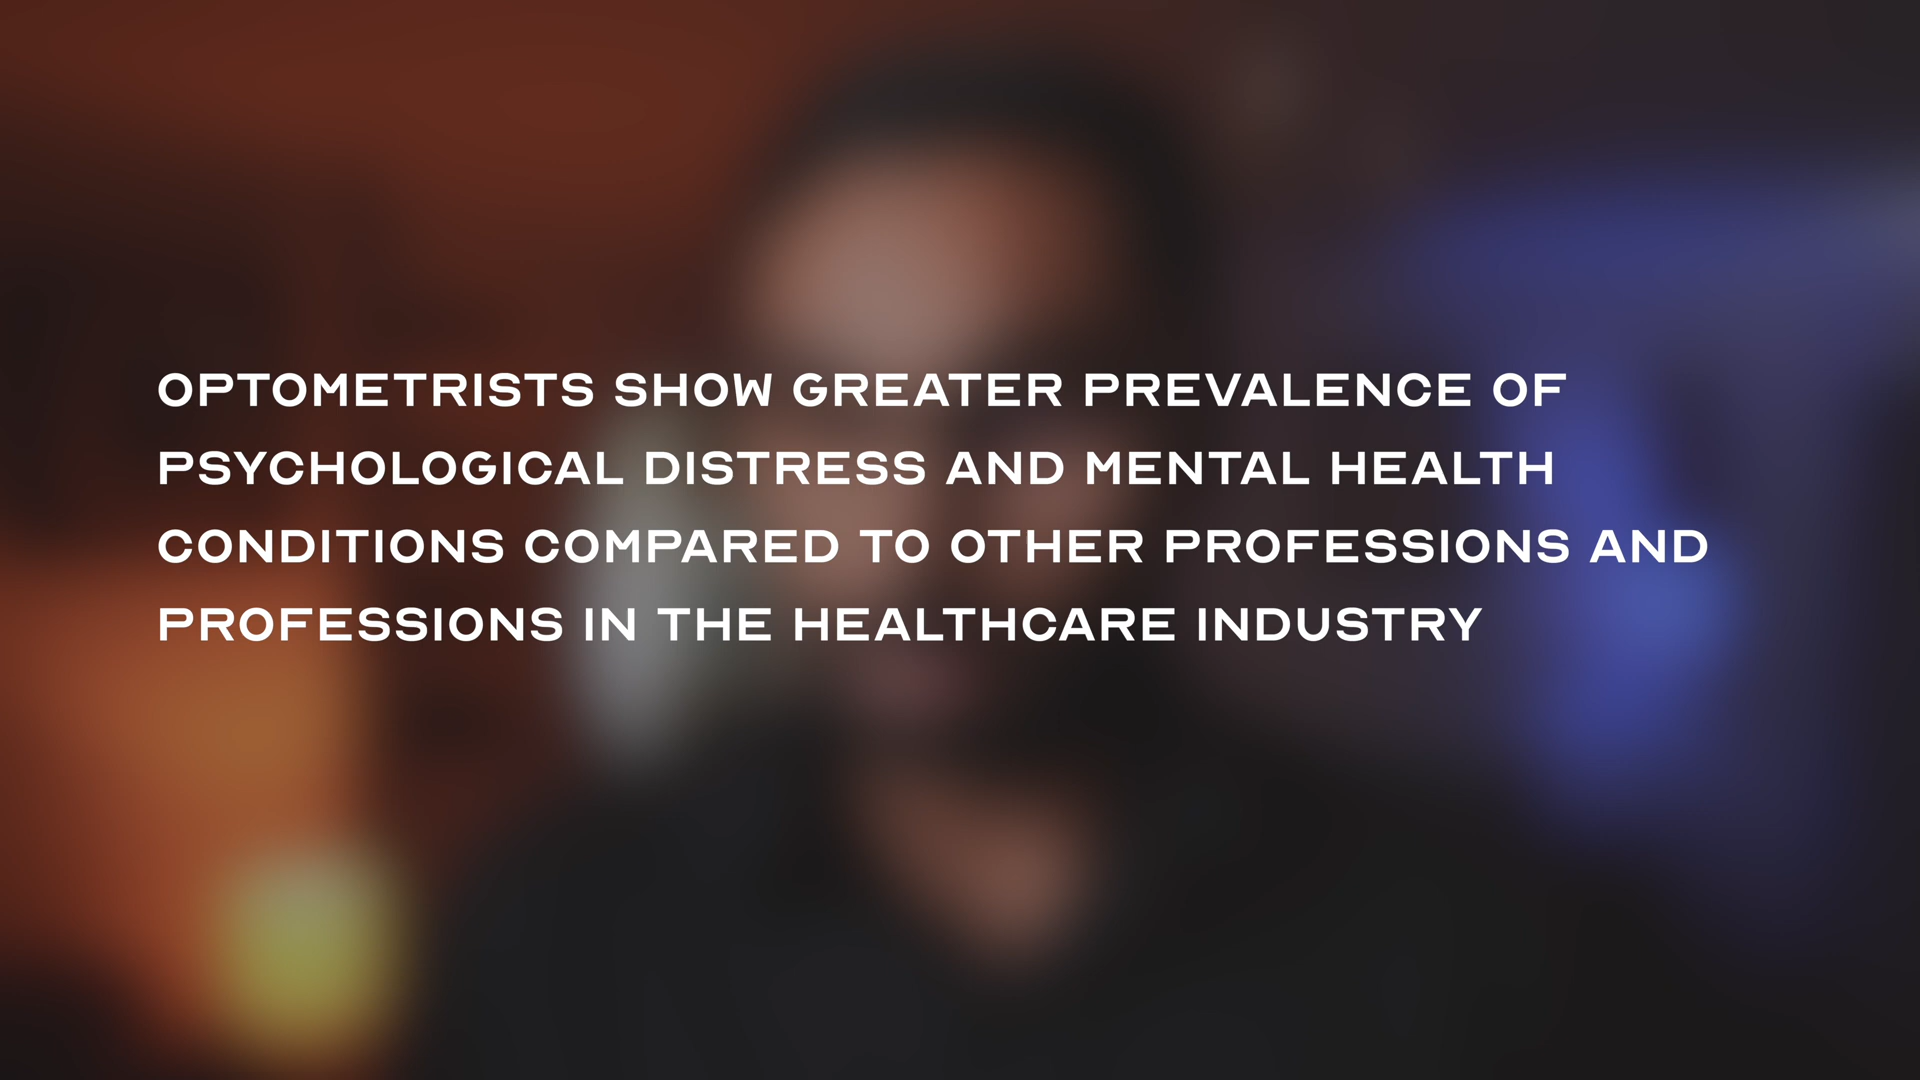 OPTOMETRISTS SHOW GREATER PREVALENCE OF
PSYCHOLOGICAL DISTRESS AND MENTAL HEALTH
CONDITIONS COMPARED TO OTHER PROFESSIONS AND
PROFESSIONS IN THE HEALTHCARE INDUSTRY